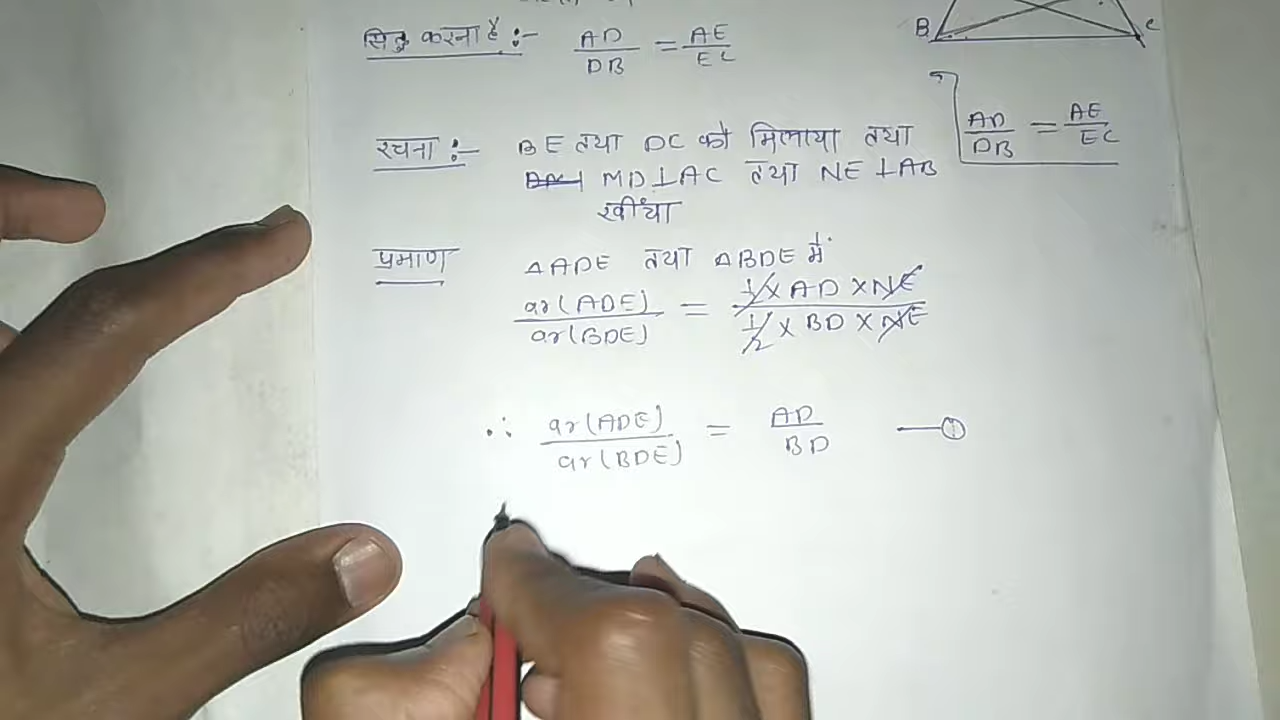 सिद्ध करना है :- AD/DB = AE/EC
B C
रचना :- BE तथा DC को मिलाया तथा
MD⊥AC तथा NE⊥AB
खींचा
AD/DB = AE/EC
प्रमाण △ADE तथा △BDE में
ar(ADE)/ar(BDE) = 1/2 × AD × NE / 1/2 × BD × NE
∴ ar(ADE)/ar(BDE) = AD/BD —①